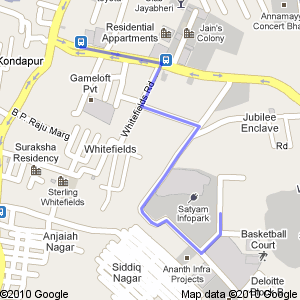 Star
Jayabheri
Residential
Appartments
Jain's
Colony
Annamayy
Concert Bha
Kondapur
Gameloft
Pvt
Whitefields Rd
B P. Raju Marg
Jubilee
Enclave
Rd
Suraksha
Residency
Whitefields
Sterling
Whitefields
Satyam
Infopark
Anjaiah
Nagar
Basketball
Court
Siddiq
Nagar
Ananth Infra
Projects
Deloitte
©2010 Google
Map data ©2010 Google